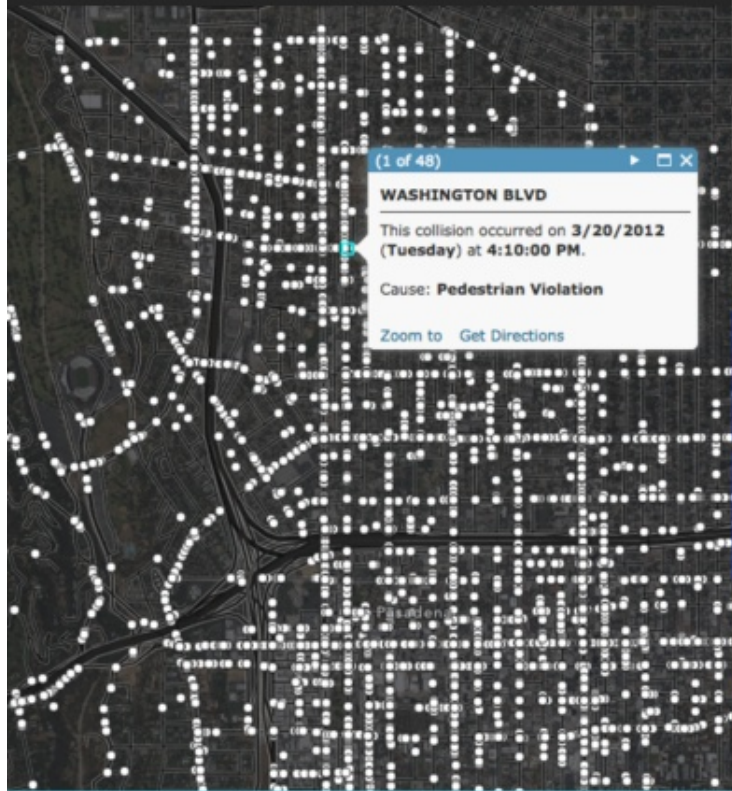 (1 of 48)
WASHINGTON BLVD
This collision occurred on 3/20/2012
(Tuesday) at 4:10:00 PM.
Cause: Pedestrian Violation
Zoom to Get Directions
Pasadena